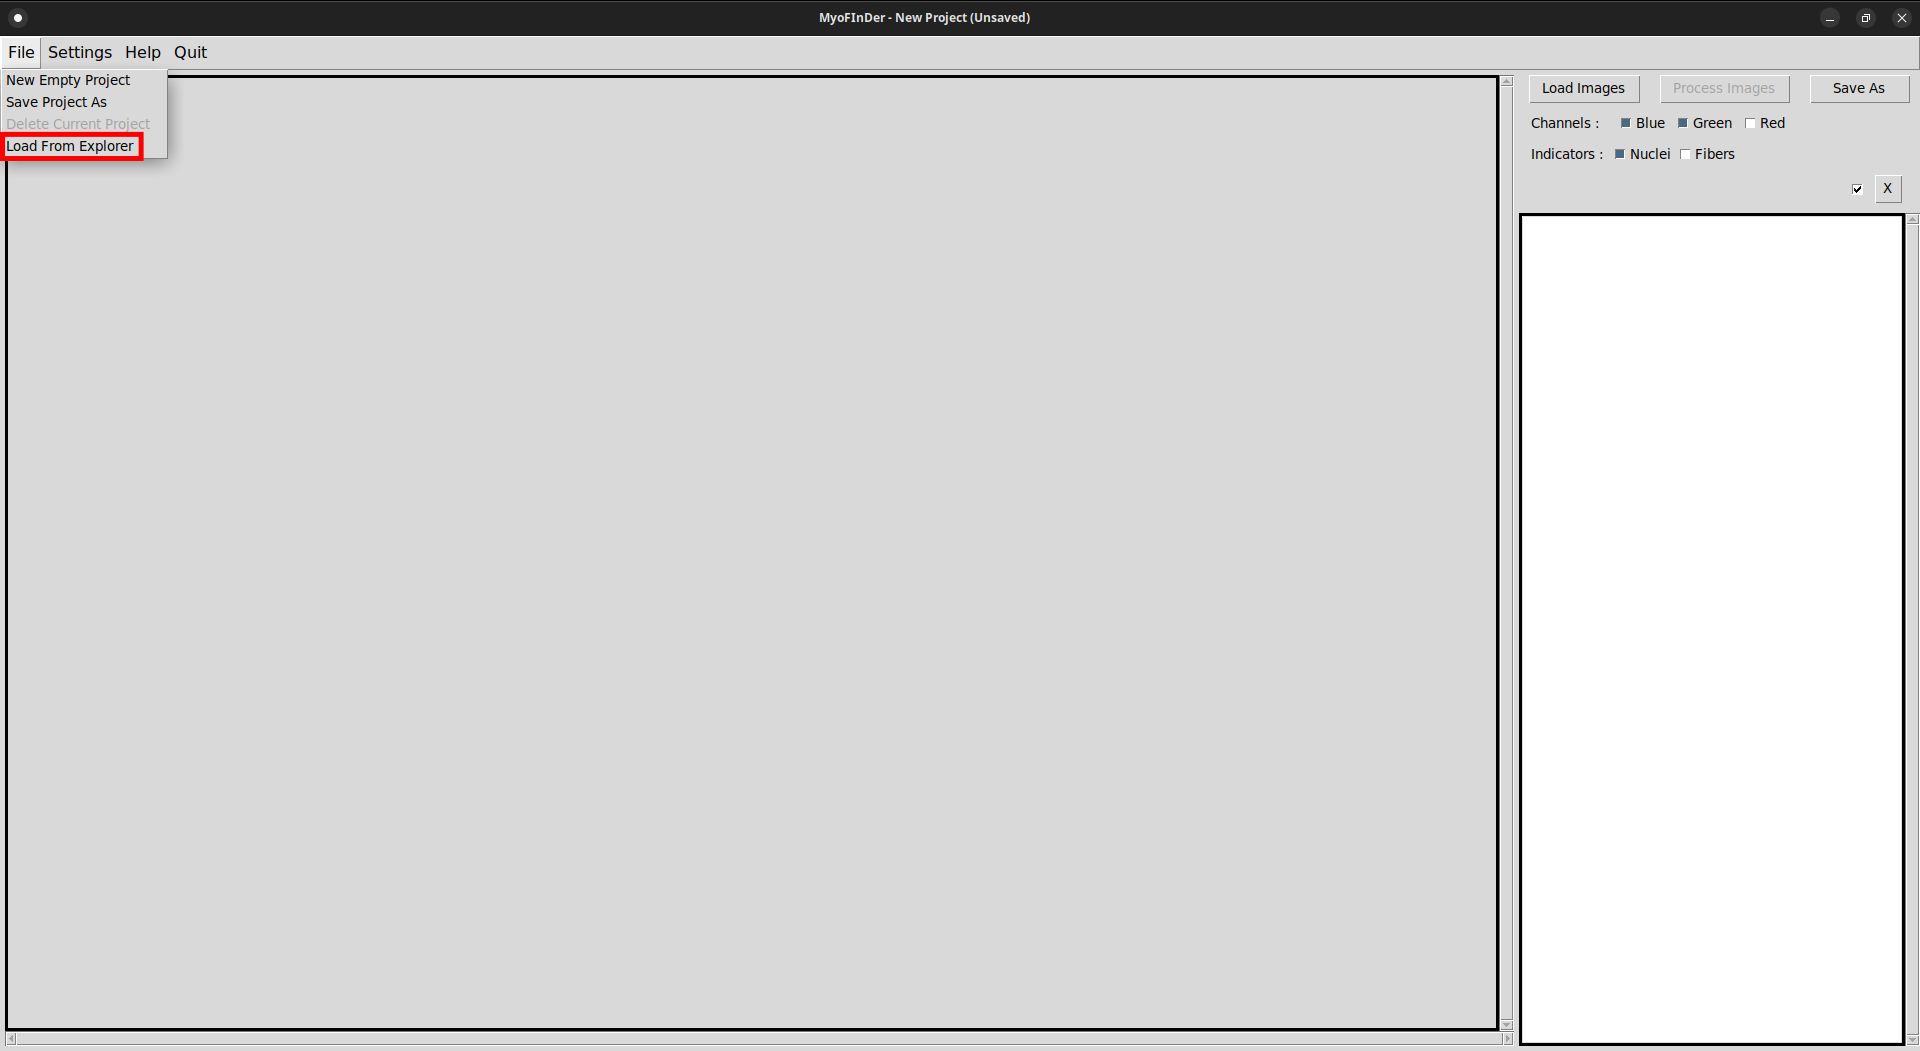 MyoFInDer - New Project (Unsaved)
File Settings Help Quit
New Empty Project
Save Project As
Delete Current Project
Load From Explorer
Load Images Process Images Save As
Channels : Blue Green Red
Indicators : Nuclei Fibers
X